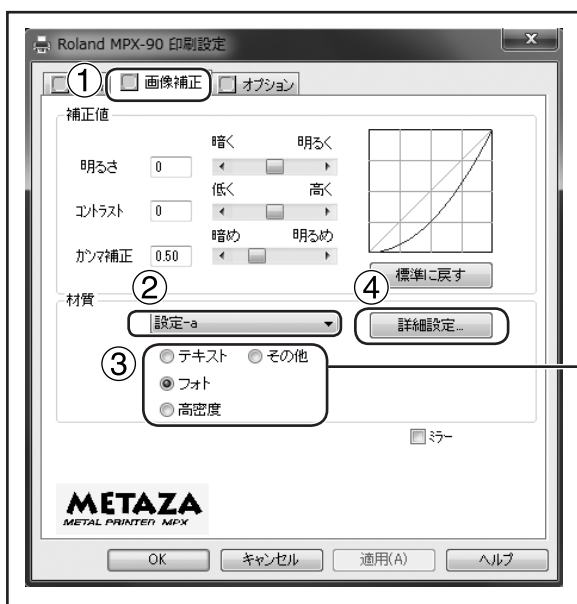 Roland MPX-90 印刷設定
① 画像補正 オプション
補正値
暗く 明るく
明るさ 0
低く 高く
コントラスト 0
暗め 明るめ
ガンマ補正 0.50
標準に戻す
② ④
材質
設定-a 詳細設定...
③ テキスト その他
フォト
高密度
ミラー
METAZA
METAL PRINTER MPX
OK キャンセル 適用(A) ヘルプ